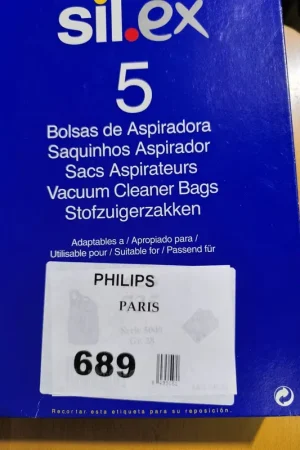 sil.ex
5
Bolsas de Aspiradora
Saquinhos Aspirador
Sacs Aspirateurs
Vacuum Cleaner Bags
Stofzuigerzakken
Adaptables a / Apropiado para /
Utilisable pour / Suitable for / Passend für
PHILIPS
PARIS
689
Recortar esta etiqueta para su reposición.